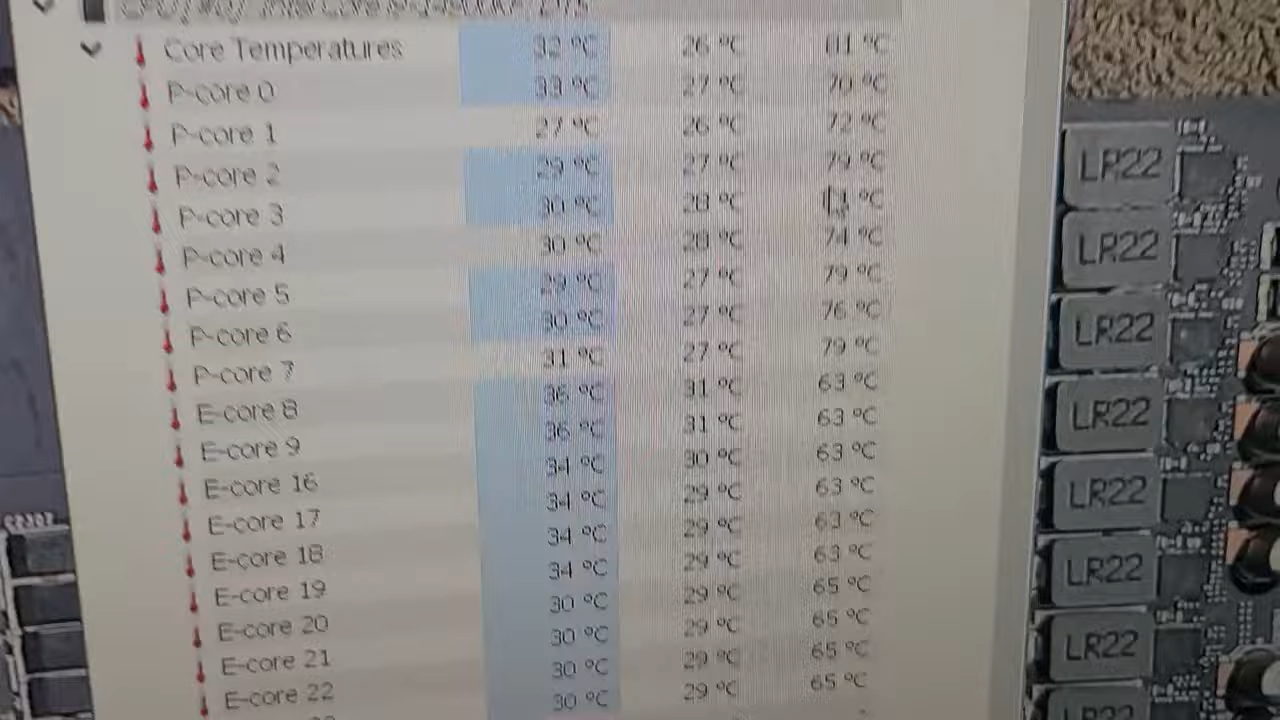 Core Temperatures 32 °C 26 °C 81 °C
P-core 0 33 °C 27 °C 70 °C
P-core 1 27 °C 26 °C 72 °C
P-core 2 29 °C 27 °C 79 °C
P-core 3 30 °C 28 °C °C
P-core 4 30 °C 28 °C 74 °C
P-core 5 29 °C 27 °C 79 °C
P-core 6 30 °C 27 °C 76 °C
P-core 7 31 °C 27 °C 79 °C
E-core 8 36 °C 31 °C 63 °C
E-core 9 36 °C 31 °C 63 °C
E-core 16 34 °C 30 °C 63 °C
E-core 17 34 °C 29 °C 63 °C
E-core 18 34 °C 29 °C 63 °C
E-core 19 34 °C 29 °C 63 °C
E-core 20 30 °C 29 °C 65 °C
E-core 21 30 °C 29 °C 65 °C
E-core 22 30 °C 29 °C 65 °C
30 °C 29 °C 65 °C
LR22
LR22
LR22
LR22
LR22
LR22
LR22
LR22